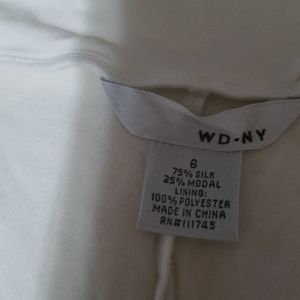 WD-NY
6
75% SILK
25% MODAL
LINING:
100% POLYESTER
MADE IN CHINA
RN#111745